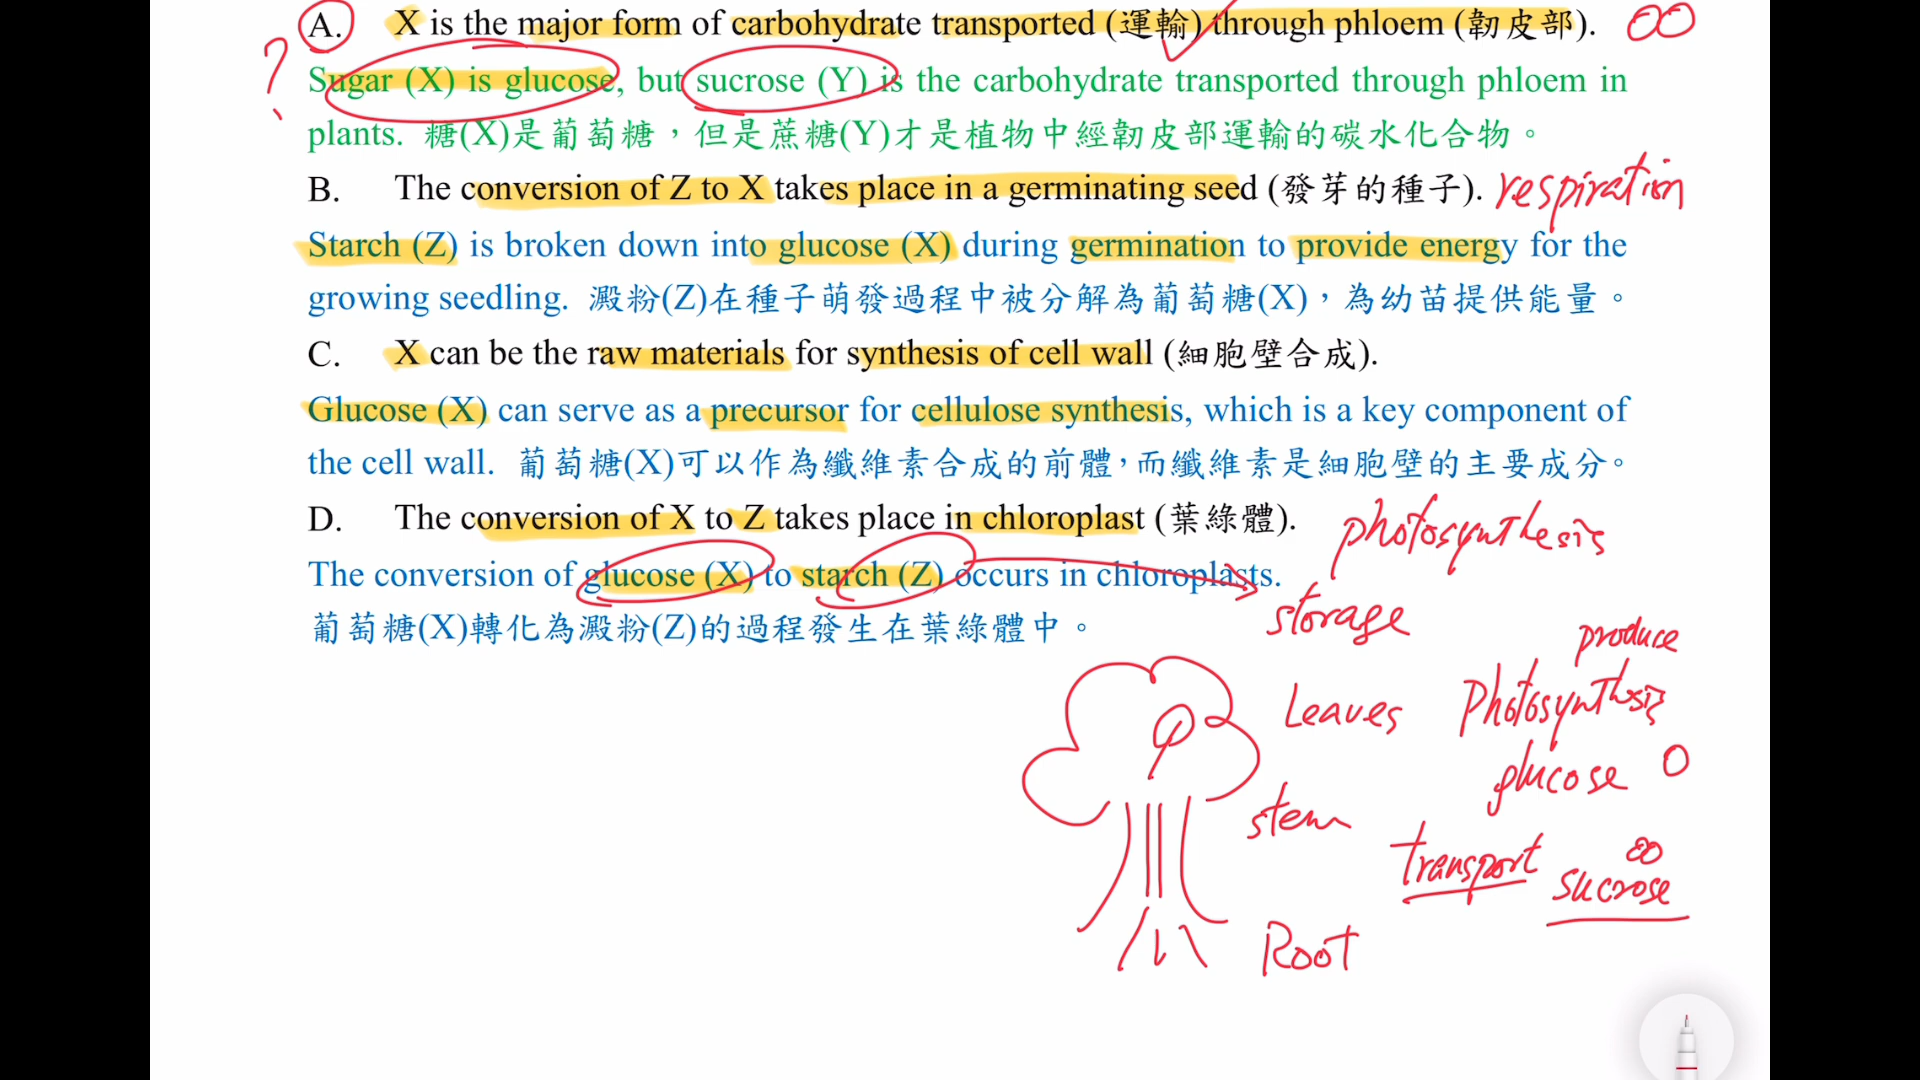 A. X is the major form of carbohydrate transported (運輸) through phloem (韌皮部).
?
Sugar (X) is glucose, but sucrose (Y) is the carbohydrate transported through phloem in
plants. 糖(X)是葡萄糖，但是蔗糖(Y)才是植物中經韌皮部運輸的碳水化合物。
B. The conversion of Z to X takes place in a germinating seed (發芽的種子). respiration
Starch (Z) is broken down into glucose (X) during germination to provide energy for the
growing seedling. 澱粉(Z)在種子萌發過程中被分解為葡萄糖(X)，為幼苗提供能量。
C. X can be the raw materials for synthesis of cell wall (細胞壁合成).
Glucose (X) can serve as a precursor for cellulose synthesis, which is a key component of
the cell wall. 葡萄糖(X)可以作為纖維素合成的前體，而纖維素是細胞壁的主要成分。
D. The conversion of X to Z takes place in chloroplast (葉綠體). photosynthesis
The conversion of glucose (X) to starch (Z) occurs in chloroplasts.
storage
葡萄糖(X)轉化為澱粉(Z)的過程發生在葉綠體中。
produce
Leaves Photosynthesis
glucose
stem
transport sucrose
Root